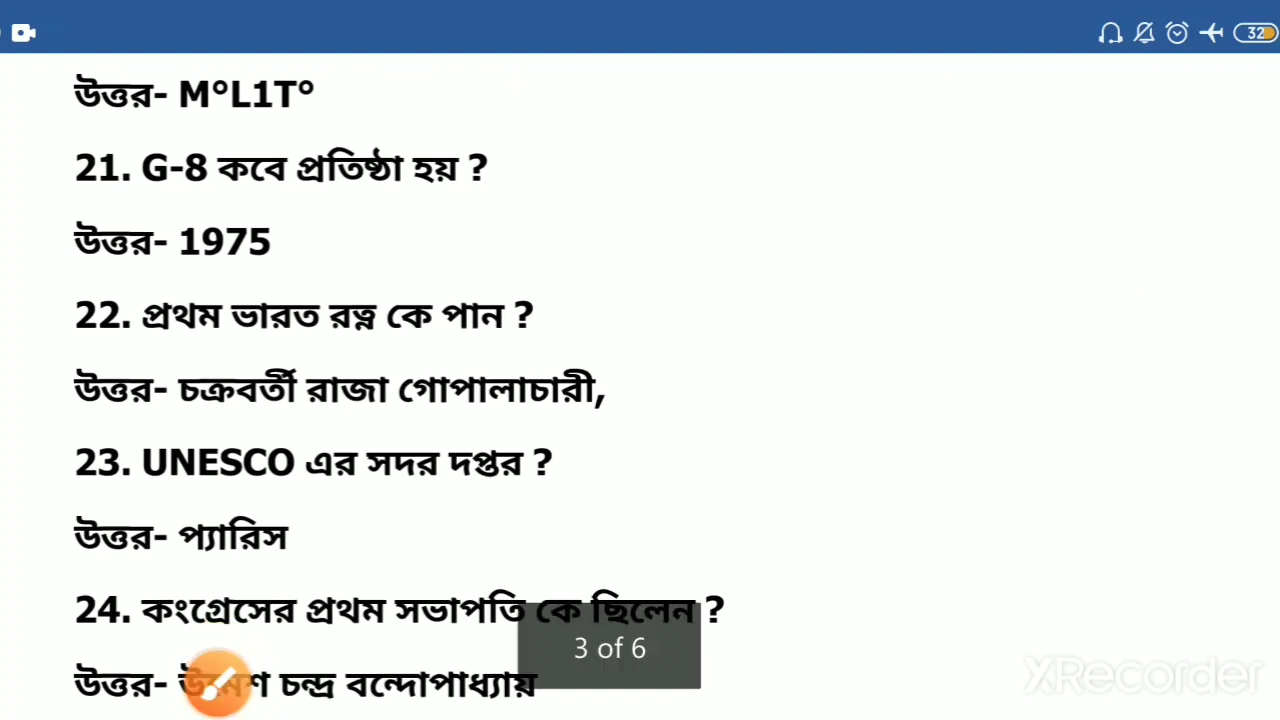 32
উত্তর- M°L1T°
21. G-8 কবে প্রতিষ্ঠা হয় ?
উত্তর- 1975
22. প্রথম ভারত রত্ন কে পান ?
উত্তর- চক্রবর্তী রাজা গোপালাচারী,
23. UNESCO এর সদর দপ্তর ?
উত্তর- প্যারিস
24. কংগ্রেসের প্রথম সভাপতি কে ছিলেন ?
3 of 6
উত্তর- চন্দ্র বন্দোপাধ্যায়
XRecorder